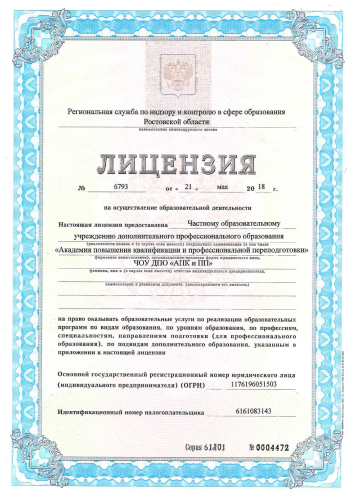 Региональная служба по надзору и контролю в сфере образования
Ростовской области
наименование лицензирующего органа
ЛИЦЕНЗИЯ
№ 6793 от « 21 » мая 20 18 г.
на осуществление образовательной деятельности
Настоящая лицензия предоставлена Частному образовательному
учреждению дополнительного профессионального образования
(указываются полное и (в случае если имеется) сокращенное наименование (в том числе
«Академия повышения квалификации и профессиональной переподготовки»
фирменное наименование), организационно-правовая форма юридического лица,
ЧОУ ДПО «АПК и ПП»
фамилия, имя и (в случае если имеется) отчество индивидуального предпринимателя,
наименование и реквизиты документа, удостоверяющего его личность)
на право оказывать образовательные услуги по реализации образовательных
программ по видам образования, по уровням образования, по профессиям,
специальностям, направлениям подготовки (для профессионального
образования), по подвидам дополнительного образования, указанным в
приложении к настоящей лицензии
Основной государственный регистрационный номер юридического лица
(индивидуального предпринимателя) (ОГРН) 1176196051503
Идентификационный номер налогоплательщика 6161083143
Серия 61Л01 № 0004472